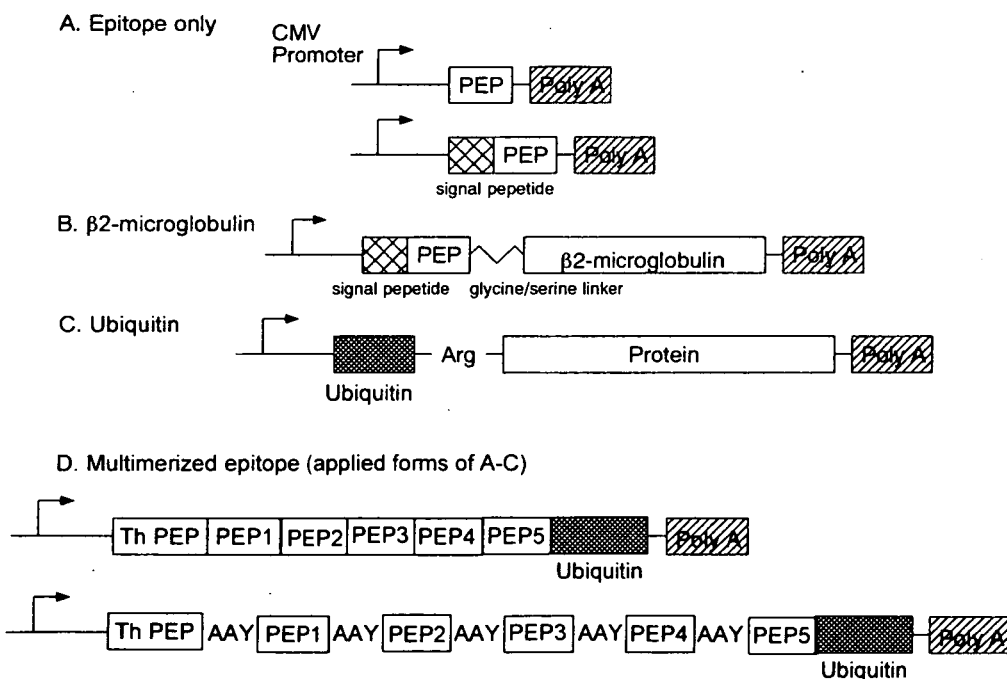 A. Epitope only
CMV
Promoter
PEP Poly A
PEP Poly A
signal pepetide
B. β2-microglobulin
PEP β2-microglobulin Poly A
signal pepetide glycine/serine linker
C. Ubiquitin
Arg Protein Poly A
Ubiquitin
D. Multimerized epitope (applied forms of A-C)
Th PEP PEP1 PEP2 PEP3 PEP4 PEP5 Poly A
Ubiquitin
Th PEP AAY PEP1 AAY PEP2 AAY PEP3 AAY PEP4 AAY PEP5 Poly A
Ubiquitin